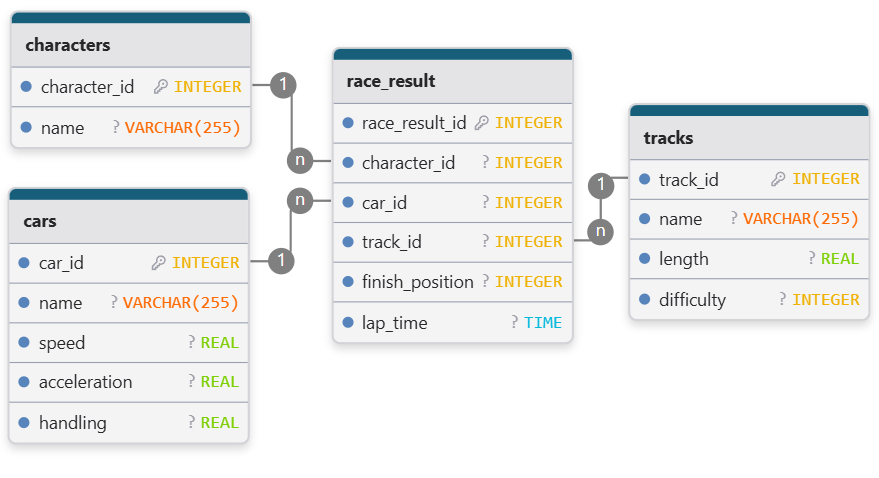 characters
character_id INTEGER
name ? VARCHAR(255)
cars
car_id INTEGER
name ? VARCHAR(255)
speed ? REAL
acceleration ? REAL
handling ? REAL
1
n
n
1
race_result
race_result_id INTEGER
character_id ? INTEGER
car_id ? INTEGER
track_id ? INTEGER
finish_position ? INTEGER
lap_time ? TIME
1
n
tracks
track_id INTEGER
name ? VARCHAR(255)
length ? REAL
difficulty ? INTEGER